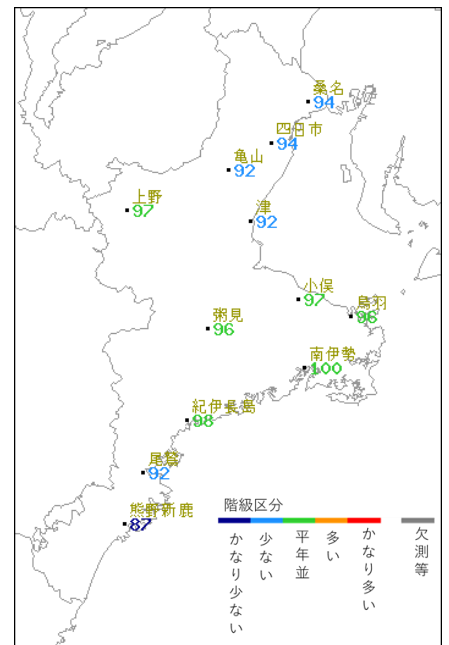 桑名
94
四日市
94
亀山
92
上野
97
津
92
小俣
97
鳥羽
98
粥見
96
南伊勢
100
紀伊長島
98
尾鷲
92
熊野新鹿
87
階級区分
かなり少ない
少ない
平年並
多い
かなり多い
欠測等